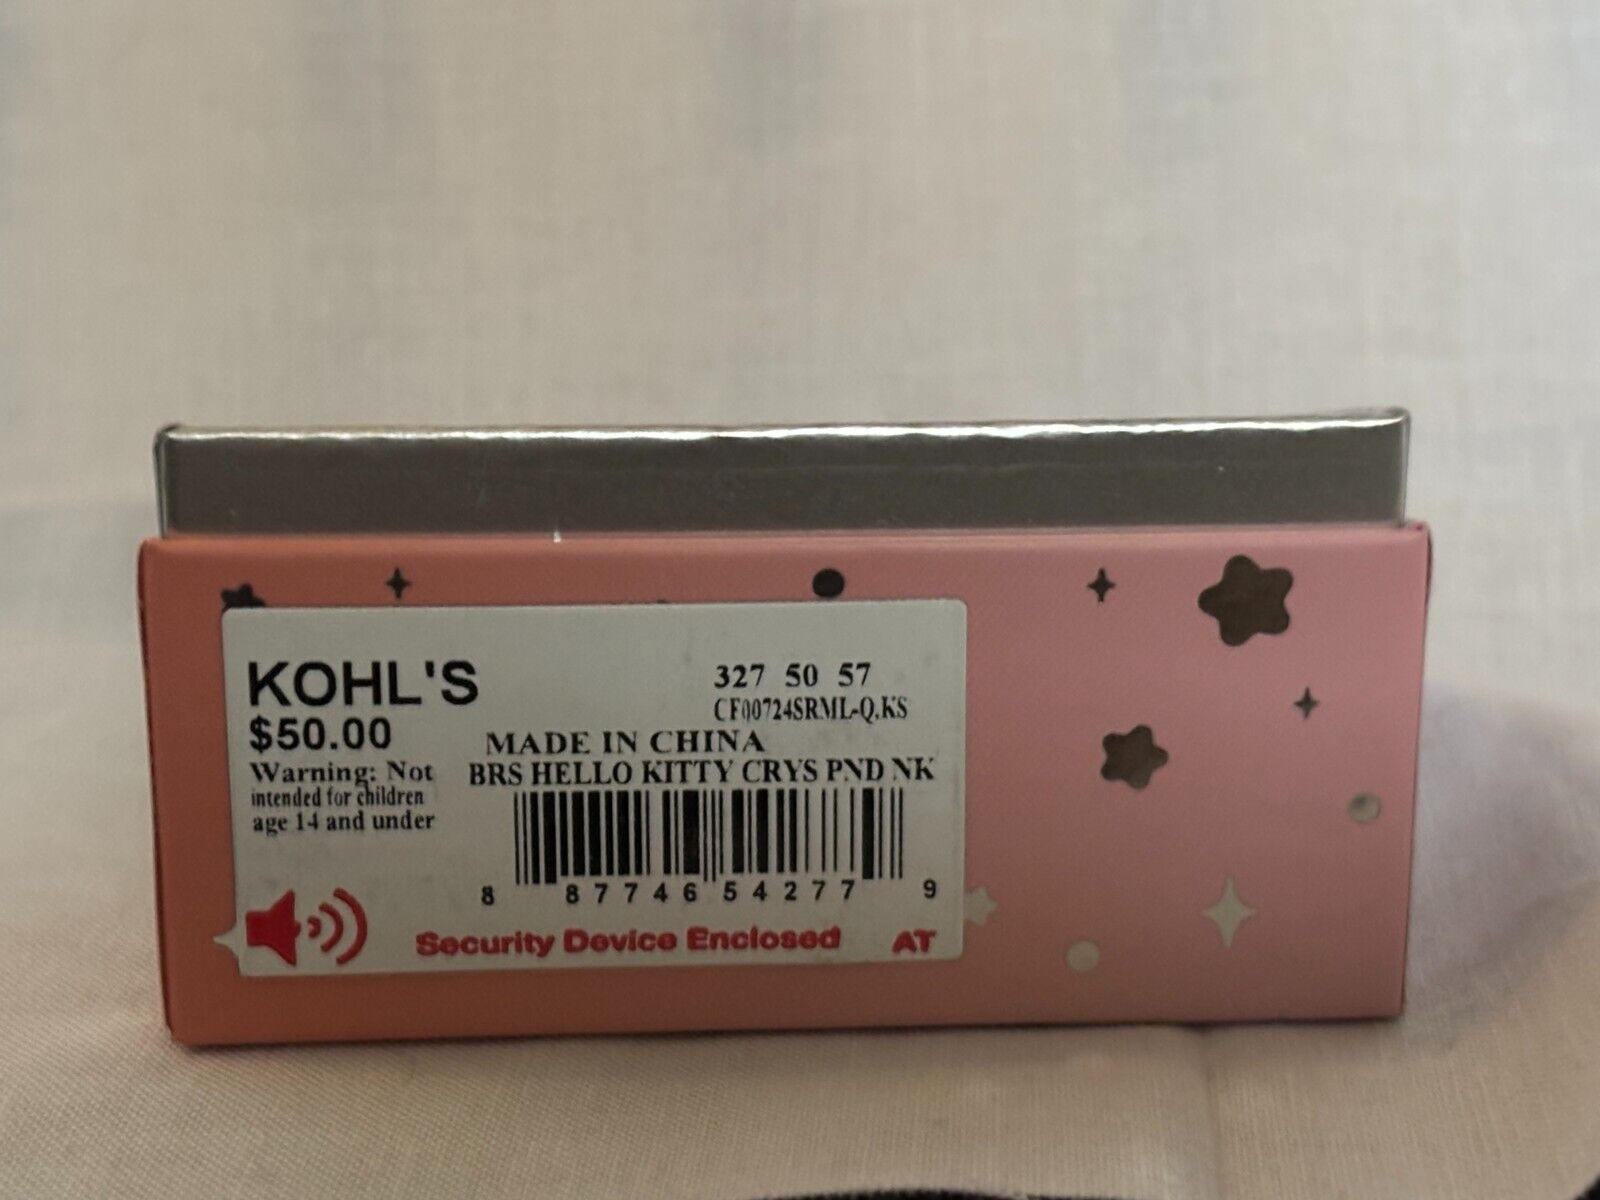 KOHL'S
327 50 57
CF00724SRML-Q.KS
$50.00
MADE IN CHINA
Warning: Not
intended for children
age 14 and under
BRS HELLO KITTY CRYS PND NK
8 87746 54277 9
Security Device Enclosed AT